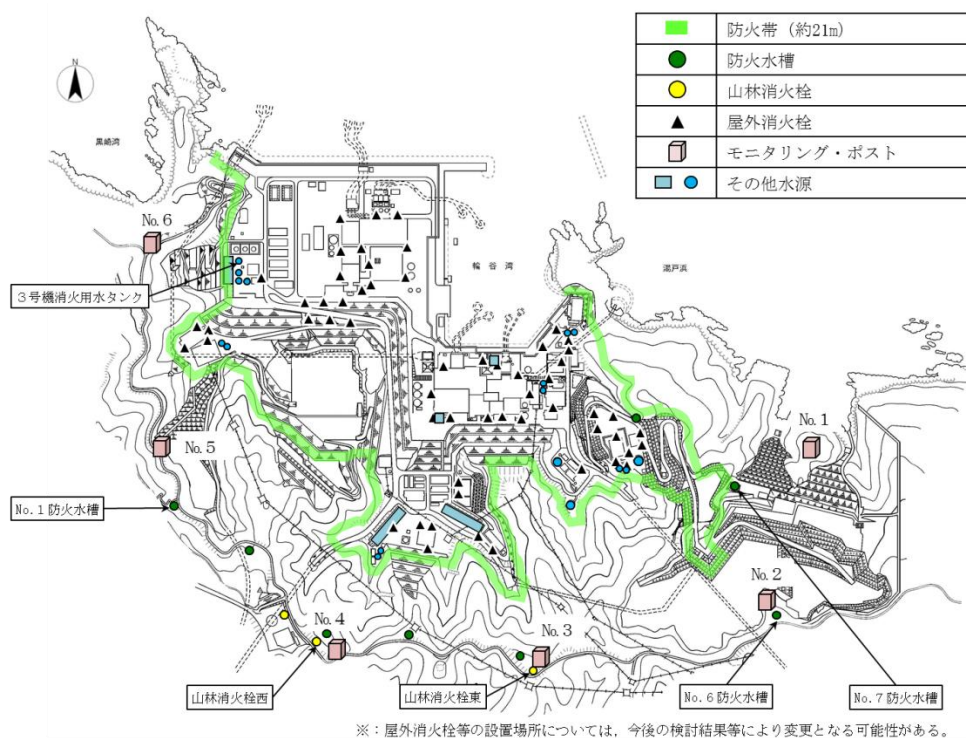 防火帯（約21m）
防火水槽
山林消火栓
屋外消火栓
モニタリング・ポスト
その他水源
N
黒崎湾
No.6
3号機消火用水タンク
輪谷湾
湯戸浜
No.1
No.5
No.1防火水槽
No.2
No.4
No.3
山林消火栓西
山林消火栓東
No.6防火水槽
No.7防火水槽
※：屋外消火栓等の設置場所については，今後の検討結果等により変更となる可能性がある。